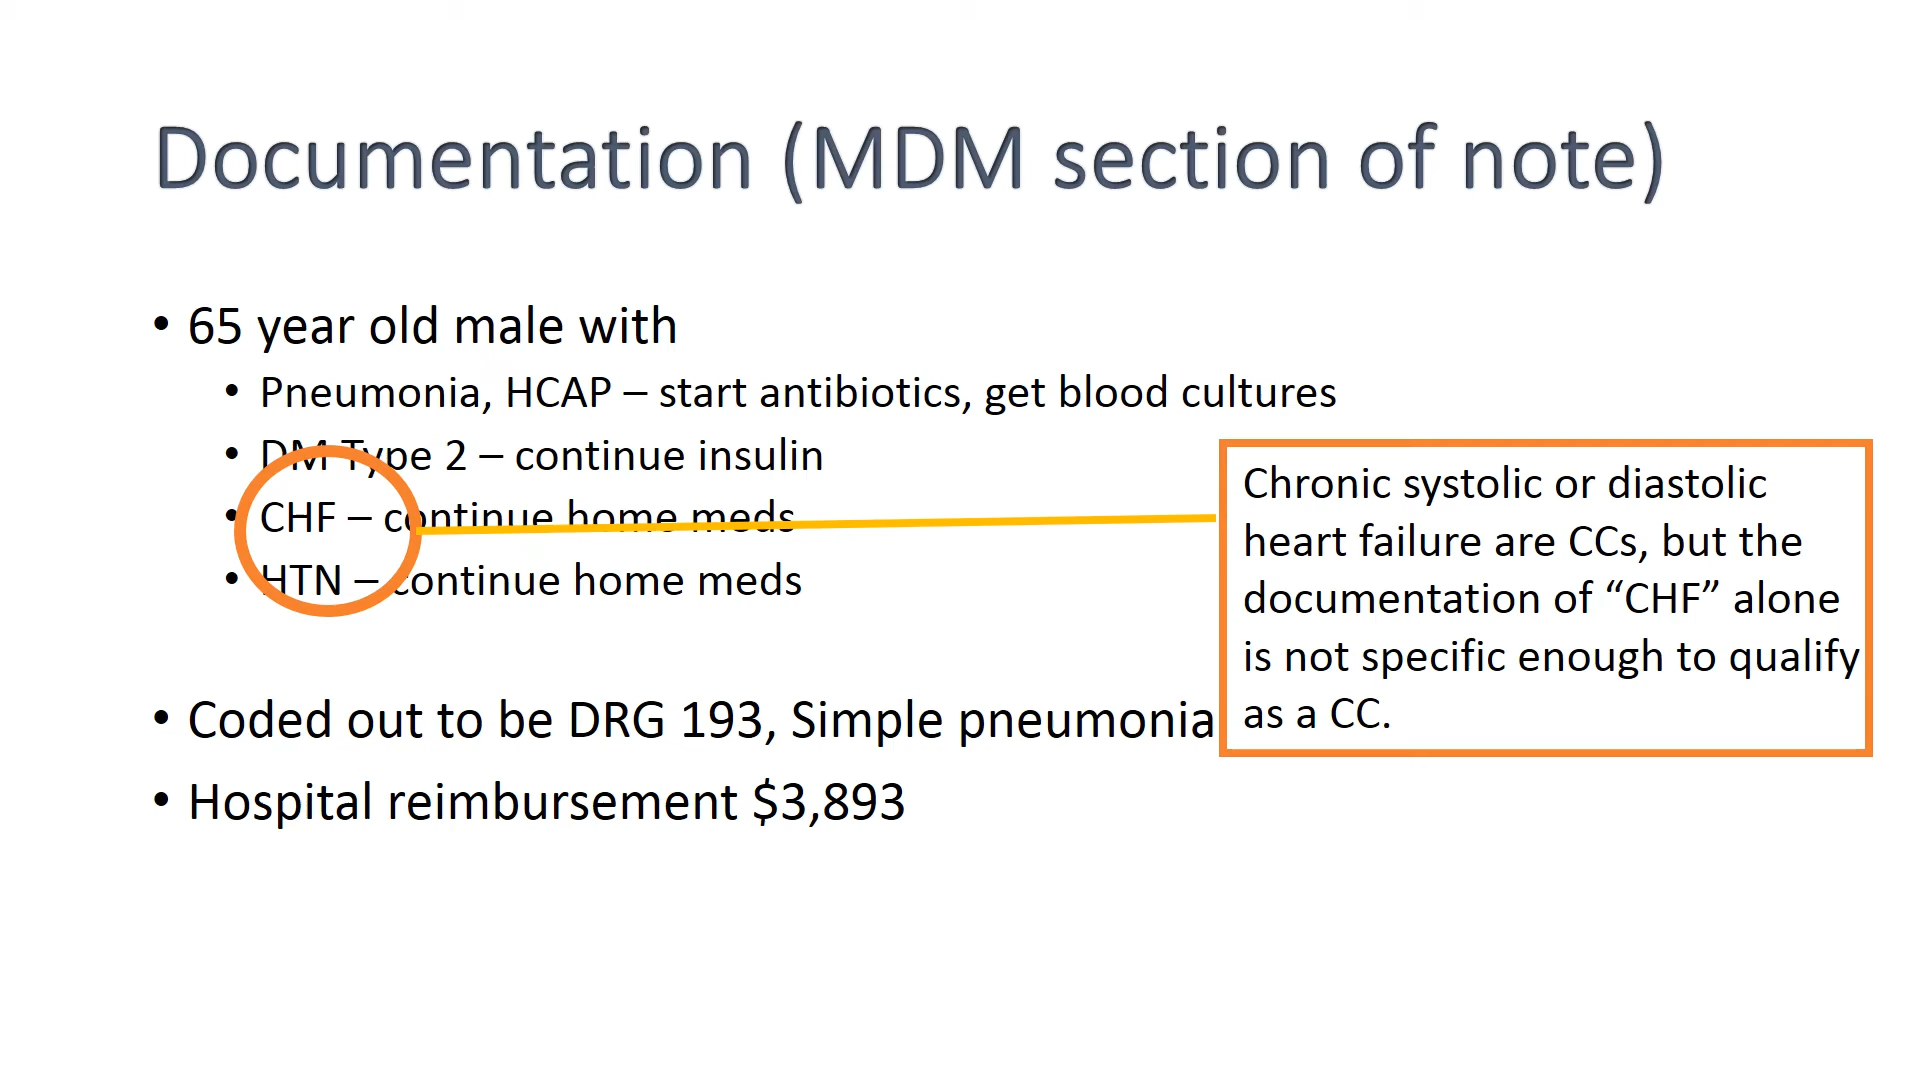 Documentation (MDM section of note)
• 65 year old male with
• Pneumonia, HCAP – start antibiotics, get blood cultures
• DM Type 2 – continue insulin
• CHF – continue home meds
• HTN – continue home meds
• Coded out to be DRG 193, Simple pneumonia
• Hospital reimbursement $3,893
Chronic systolic or diastolic
heart failure are CCs, but the
documentation of “CHF” alone
is not specific enough to qualify
as a CC.